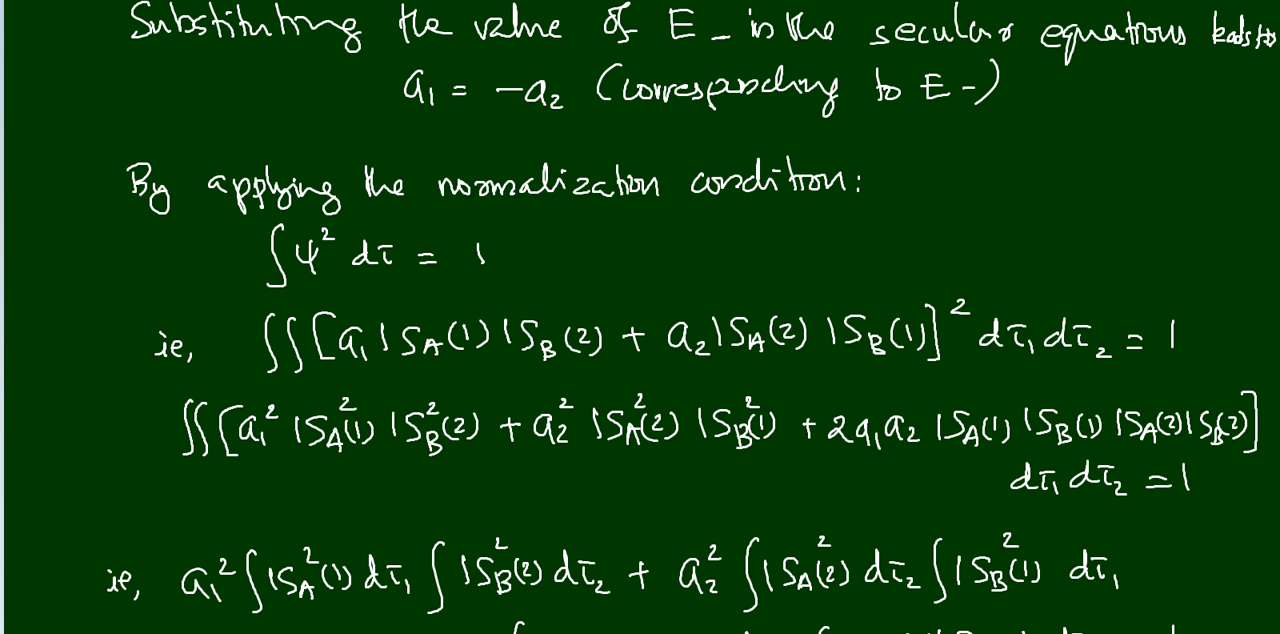 Substituting the value of E_ in the secular equations leads to
a₁ = -a₂ (corresponding to E-)
By applying the normalization condition:
∫ψ² dτ = 1
ie, ∫∫[a₁ 1S_A(1) 1S_B(2) + a₂ 1S_A(2) 1S_B(1)]² dτ₁ dτ₂ = 1
∫∫[a₁² 1S_A²(1) 1S_B²(2) + a₂² 1S_A²(2) 1S_B²(1) + 2a₁a₂ 1S_A(1) 1S_B(1) 1S_A(2) 1S_B(2)]
dτ₁ dτ₂ = 1
ie, a₁² ∫1S_A²(1) dτ₁ ∫1S_B²(2) dτ₂ + a₂² ∫1S_A²(2) dτ₂ ∫1S_B²(1) dτ₁